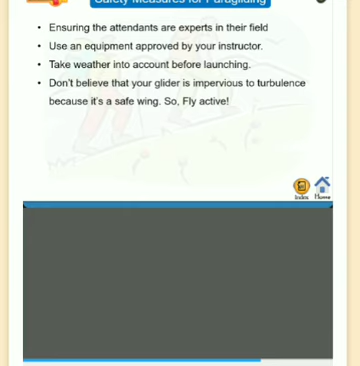 Safety Measures for Paragliding
• Ensuring the attendants are experts in their field
• Use an equipment approved by your instructor.
• Take weather into account before launching.
• Don't believe that your glider is impervious to turbulence
because it's a safe wing. So, Fly active!
Index Home